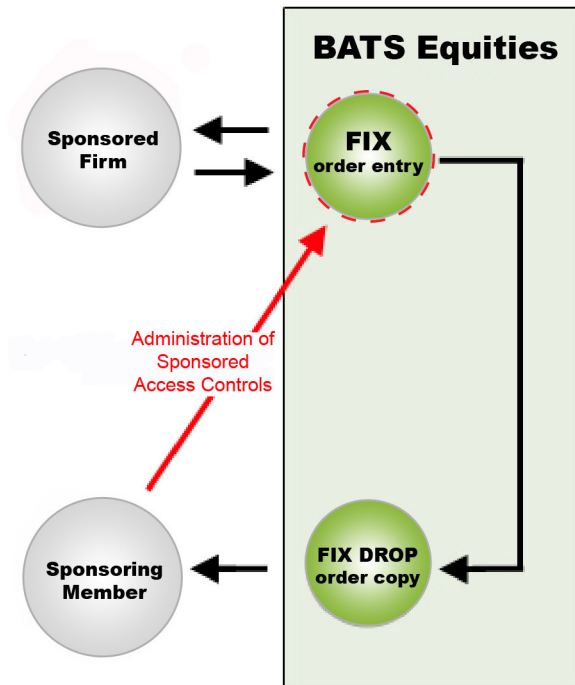 BATS Equities
Sponsored
Firm
FIX
order entry
Administration of
Sponsored
Access Controls
Sponsoring
Member
FIX DROP
order copy